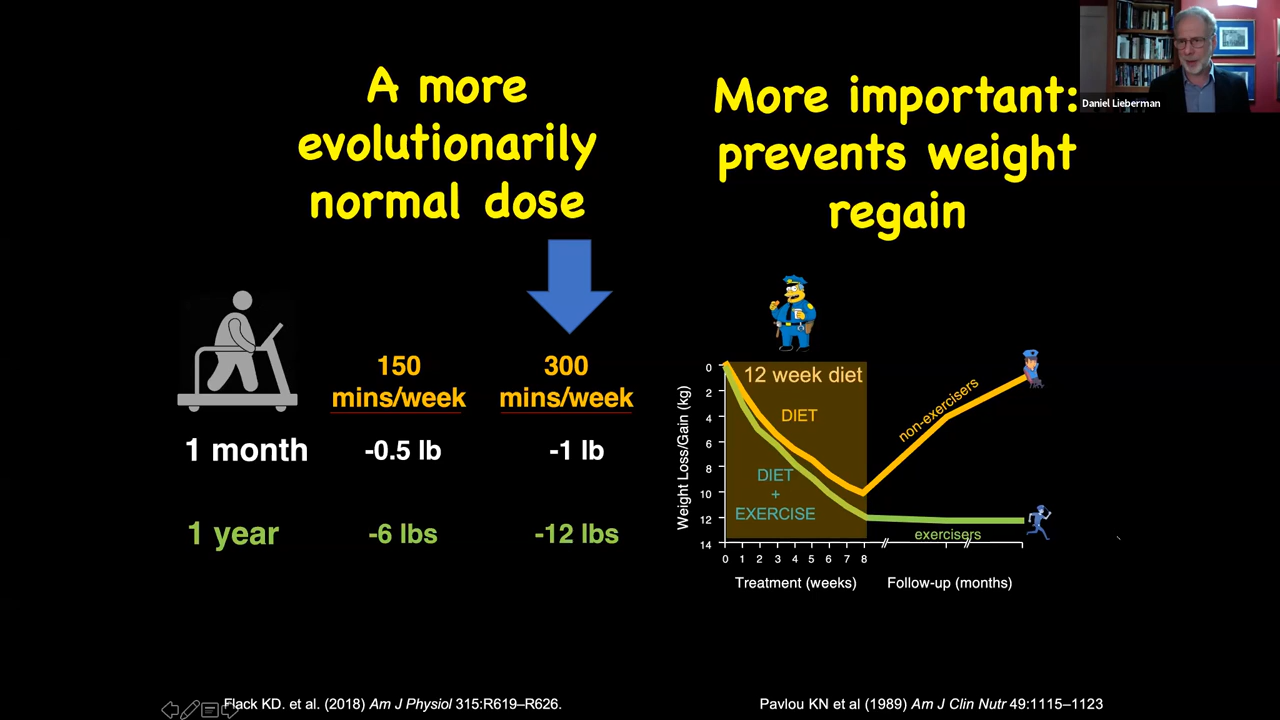 A more
evolutionarily
normal dose
More important:
prevents weight
regain
Daniel Lieberman
150
mins/week
300
mins/week
1 month
-0.5 lb
-1 lb
1 year
-6 lbs
-12 lbs
Weight Loss/Gain (kg)
0
2
4
6
8
10
12
14
12 week diet
DIET
DIET
+
EXERCISE
non-exercisers
exercisers
0 1 2 3 4 5 6 7 8
Treatment (weeks)
Follow-up (months)
Flack KD. et al. (2018) Am J Physiol 315:R619–R626.
Pavlou KN et al (1989) Am J Clin Nutr 49:1115–1123